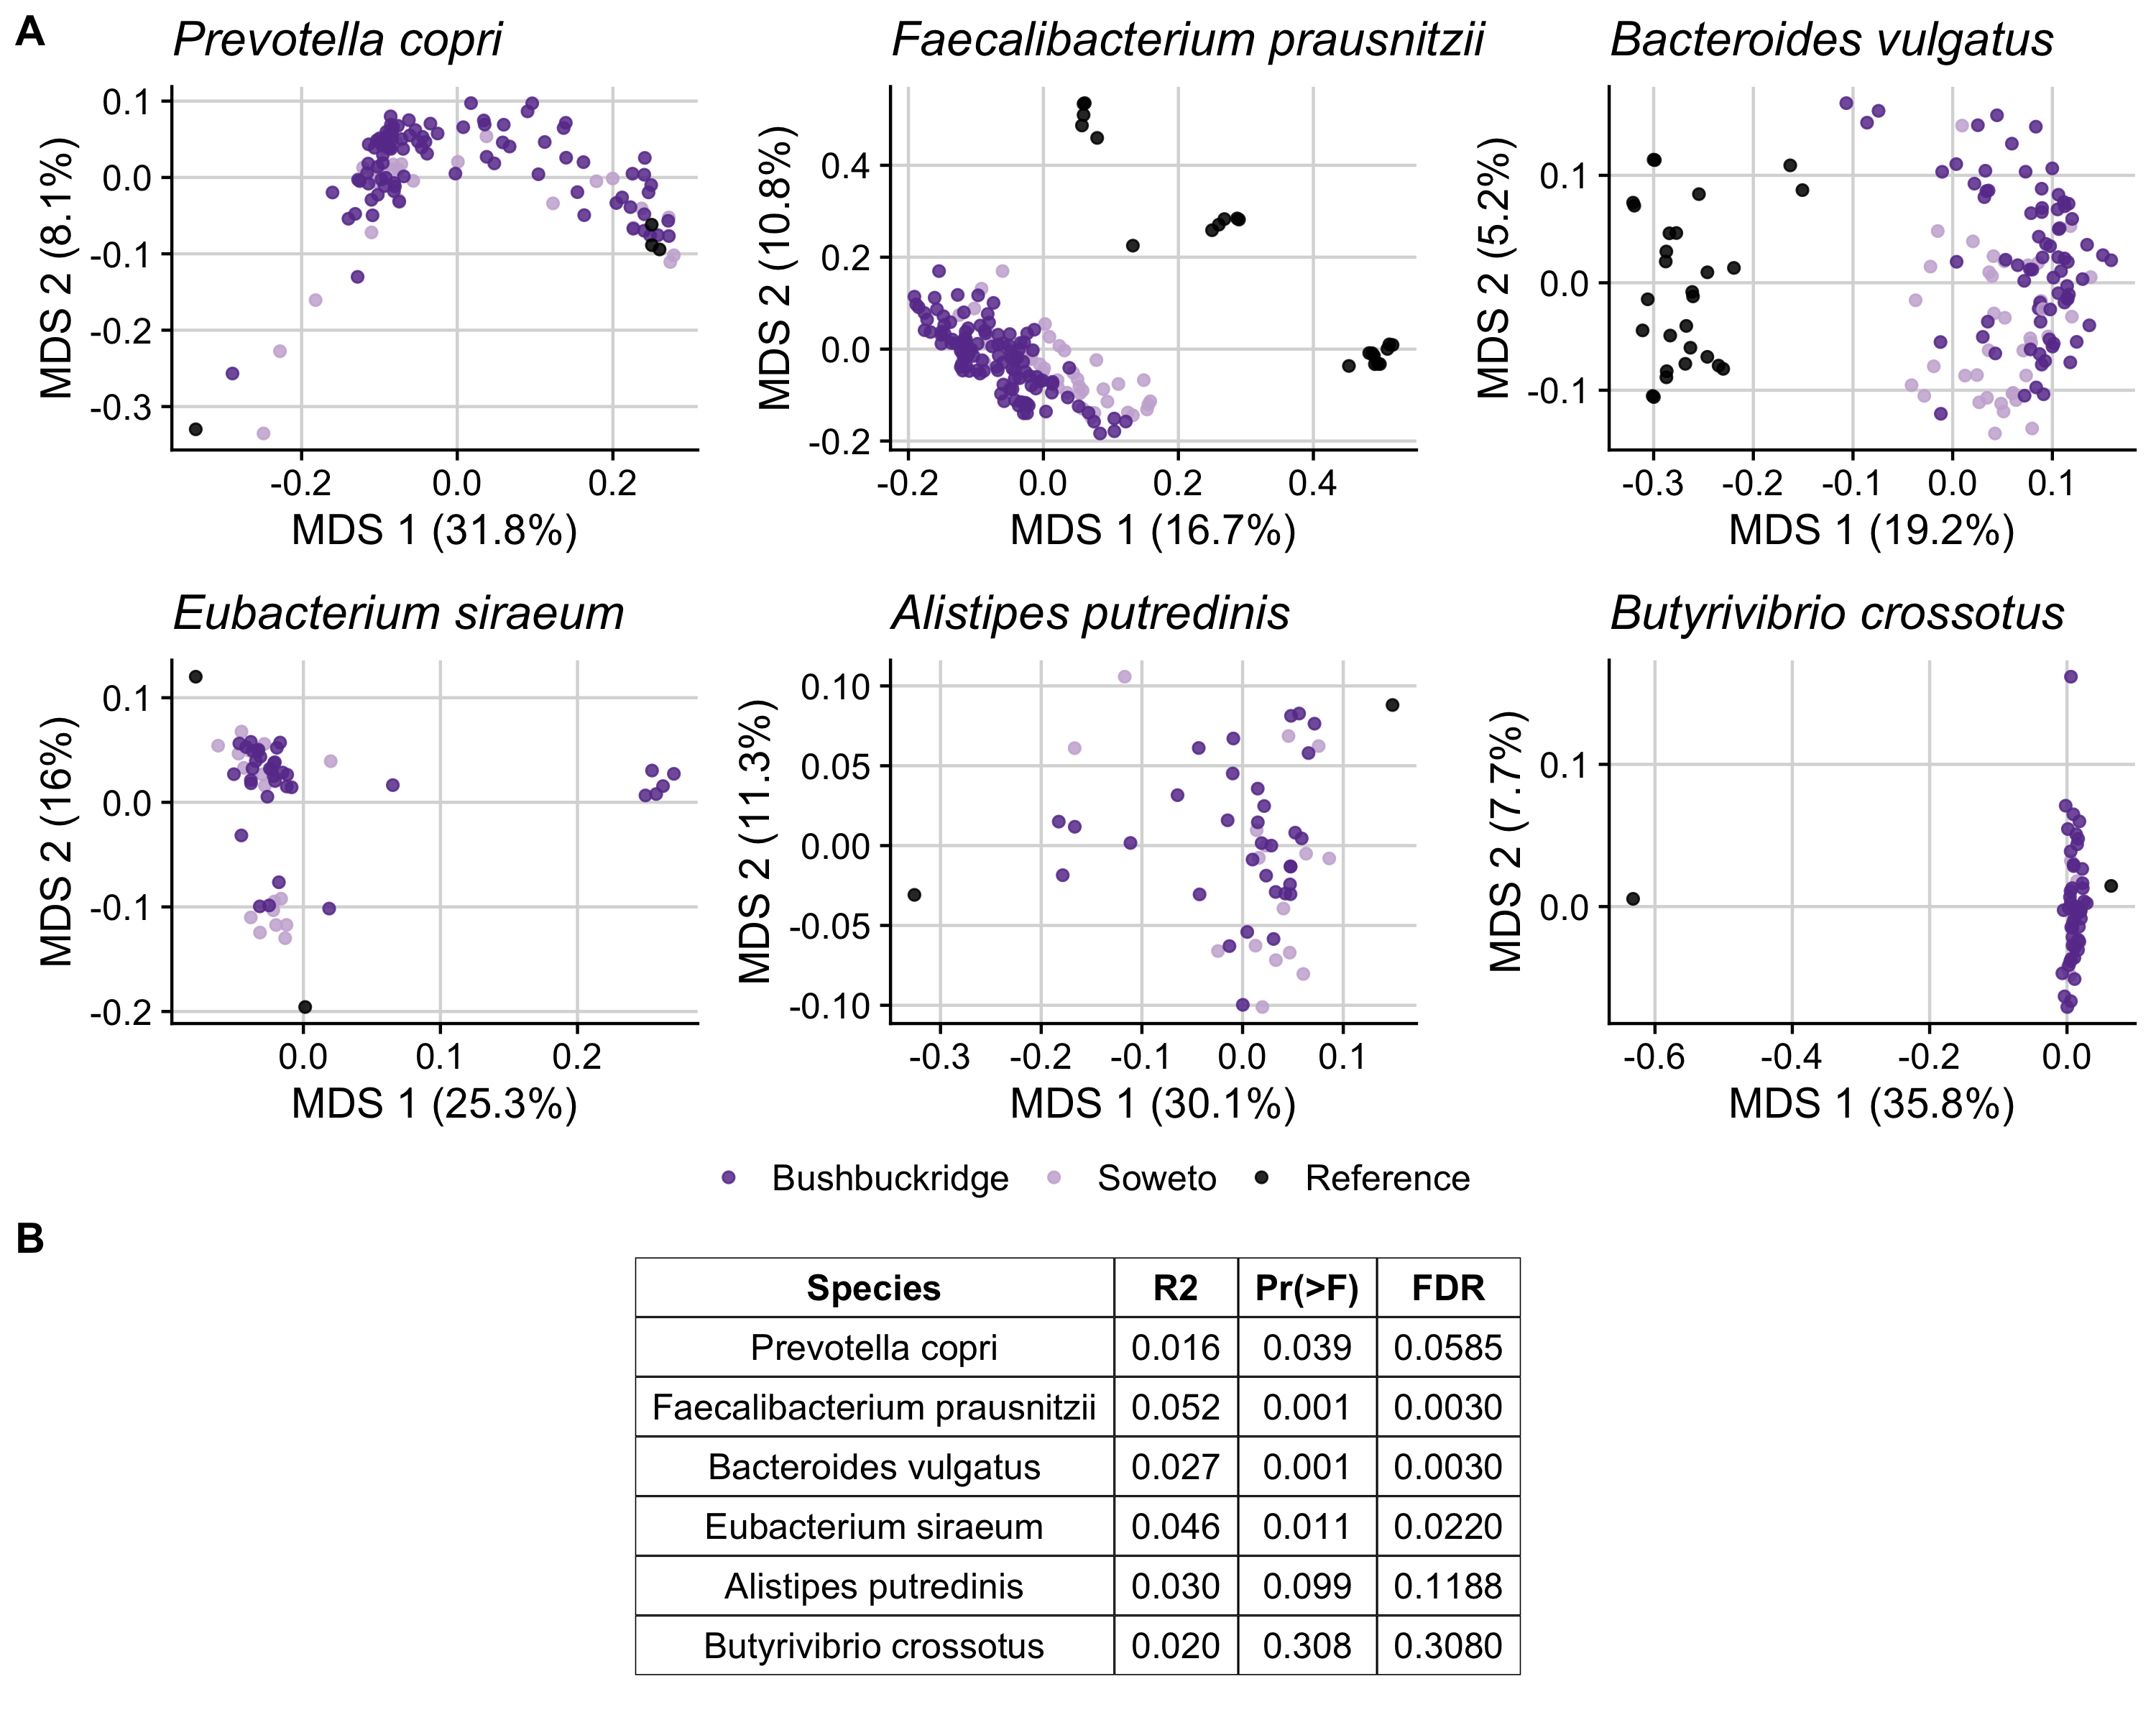 A
Prevotella copri
Faecalibacterium prausnitzii
Bacteroides vulgatus
MDS 2 (8.1%)
0.1
0.0
-0.1
-0.2
-0.3
-0.2 0.0 0.2
MDS 1 (31.8%)
MDS 2 (10.8%)
0.4
0.2
0.0
-0.2
-0.2 0.0 0.2 0.4
MDS 1 (16.7%)
MDS 2 (5.2%)
0.1
0.0
-0.1
-0.3 -0.2 -0.1 0.0 0.1
MDS 1 (19.2%)
Eubacterium siraeum
Alistipes putredinis
Butyrivibrio crossotus
MDS 2 (16%)
0.1
0.0
-0.1
-0.2
0.0 0.1 0.2
MDS 1 (25.3%)
MDS 2 (11.3%)
0.10
0.05
0.00
-0.05
-0.10
-0.3 -0.2 -0.1 0.0 0.1
MDS 1 (30.1%)
MDS 2 (7.7%)
0.1
0.0
-0.6 -0.4 -0.2 0.0
MDS 1 (35.8%)
Bushbuckridge Soweto Reference
B
Species R2 Pr(>F) FDR
Prevotella copri 0.016 0.039 0.0585
Faecalibacterium prausnitzii 0.052 0.001 0.0030
Bacteroides vulgatus 0.027 0.001 0.0030
Eubacterium siraeum 0.046 0.011 0.0220
Alistipes putredinis 0.030 0.099 0.1188
Butyrivibrio crossotus 0.020 0.308 0.3080